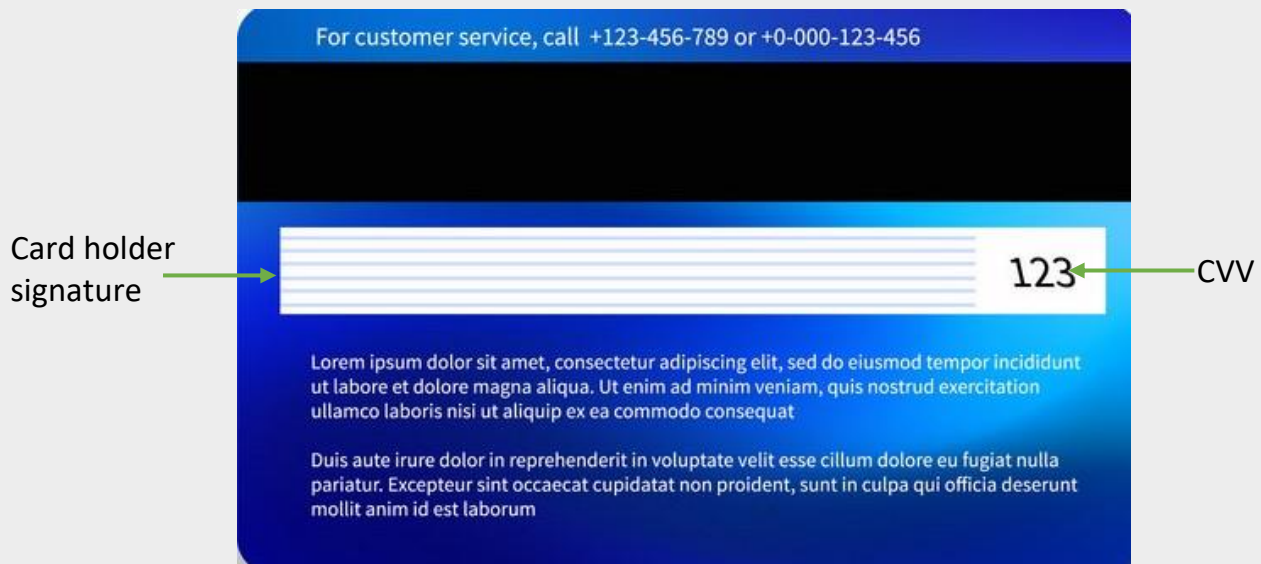 For customer service, call +123-456-789 or +0-000-123-456
Card holder
signature
123
CVV
Lorem ipsum dolor sit amet, consectetur adipiscing elit, sed do eiusmod tempor incididunt
ut labore et dolore magna aliqua. Ut enim ad minim veniam, quis nostrud exercitation
ullamco laboris nisi ut aliquip ex ea commodo consequat
Duis aute irure dolor in reprehenderit in voluptate velit esse cillum dolore eu fugiat nulla
pariatur. Excepteur sint occaecat cupidatat non proident, sunt in culpa qui officia deserunt
mollit anim id est laborum